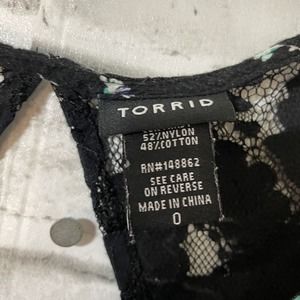 TORRID
52%NYLON
48%COTTON
RN#148862
SEE CARE
ON REVERSE
MADE IN CHINA
0